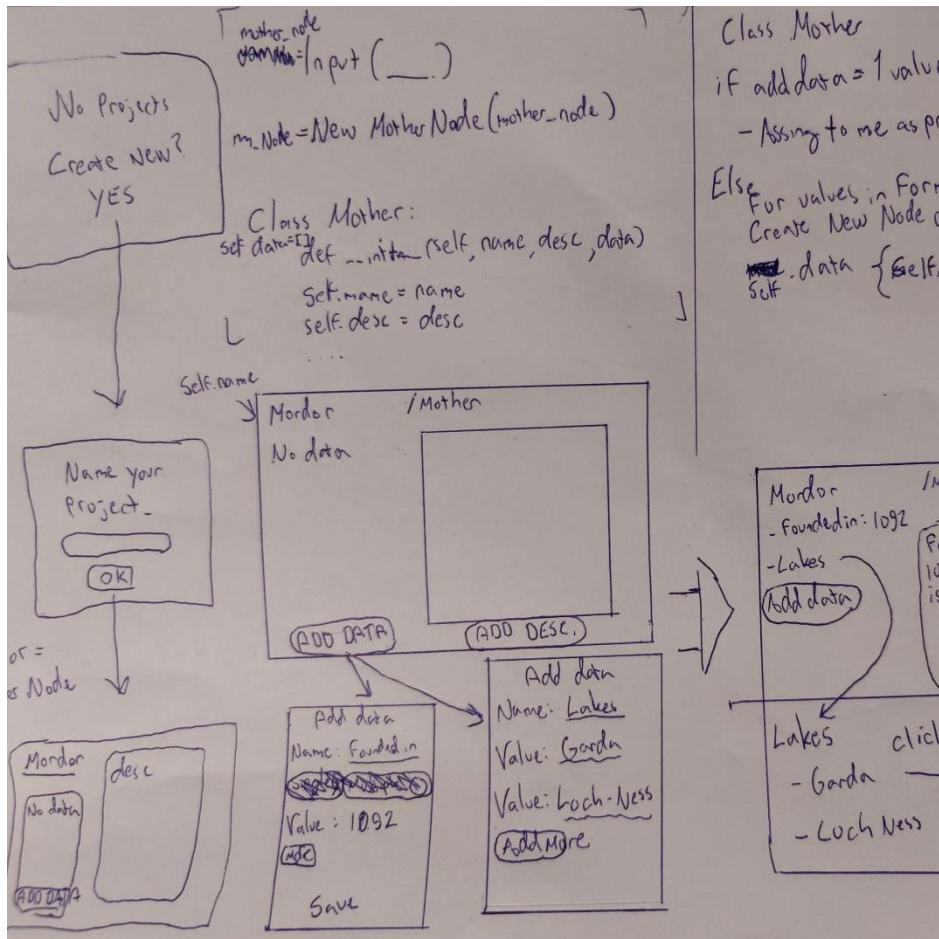 No Projects
Create New?
YES
mother_node
= Input (___.)
m_Node = New Mother Node (mother_node)
Class Mother:
self data=[]
def __init__ (self, name, desc, data)
Self.name = name
self.desc = desc
....
Class Mother
if add data = 1 valu
- Assing to me as pr
Else
For values in Form
Create New Node
.data {self.
Self
Name your
Project_
OK
Self.name
Mordor /Mother
No data
ADD DATA
ADD DESC.
Mordor
- Founded in: 1092
- Lakes
Add data
or =
Node
Mordor
No data
ADD DATA
desc
Add data
Name: Founded in
Value: 1092
More
Save
Add data
Name: Lakes
Value: Garda
Value: Loch-Ness
Add More
Lakes click
- Garda
- Loch Ness